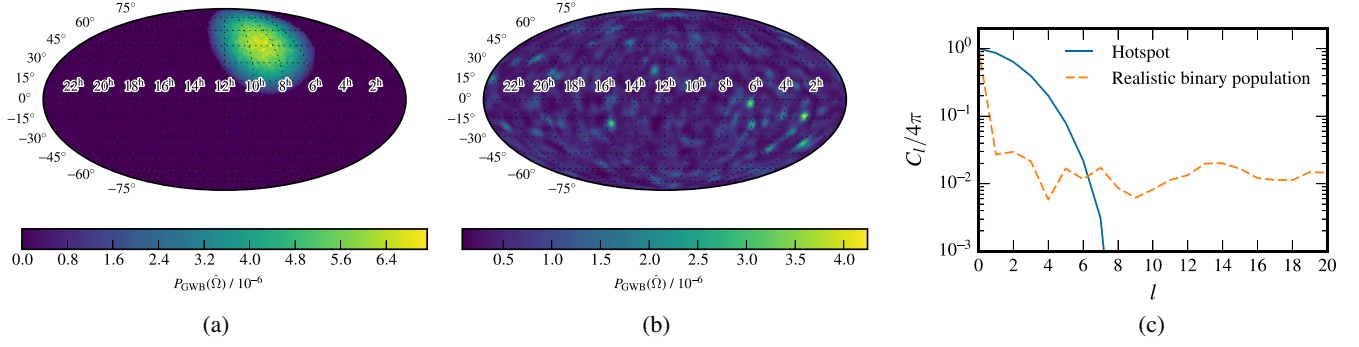 75°
60°
45°
30°
15°
0°
−15°
−30°
−45°
−60°
−75°
22h 20h 18h 16h 14h 12h 10h 8h 6h 4h 2h
0.0 0.8 1.6 2.4 3.2 4.0 4.8 5.6 6.4
P_GWB(Ω̂) / 10⁻⁶
(a)
75°
60°
45°
30°
15°
0°
−15°
−30°
−45°
−60°
−75°
22h 20h 18h 16h 14h 12h 10h 8h 6h 4h 2h
0.5 1.0 1.5 2.0 2.5 3.0 3.5 4.0
P_GWB(Ω̂) / 10⁻⁶
(b)
Hotspot
Realistic binary population
C_l/4π
10⁰
10⁻¹
10⁻²
10⁻³
0 2 4 6 8 10 12 14 16 18 20
l
(c)